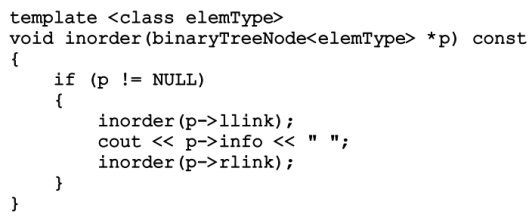 template <class elemType>
void inorder(binaryTreeNode<elemType> *p) const
{
    if (p != NULL)
    {
        inorder(p->llink);
        cout << p->info << " ";
        inorder(p->rlink);
    }
}